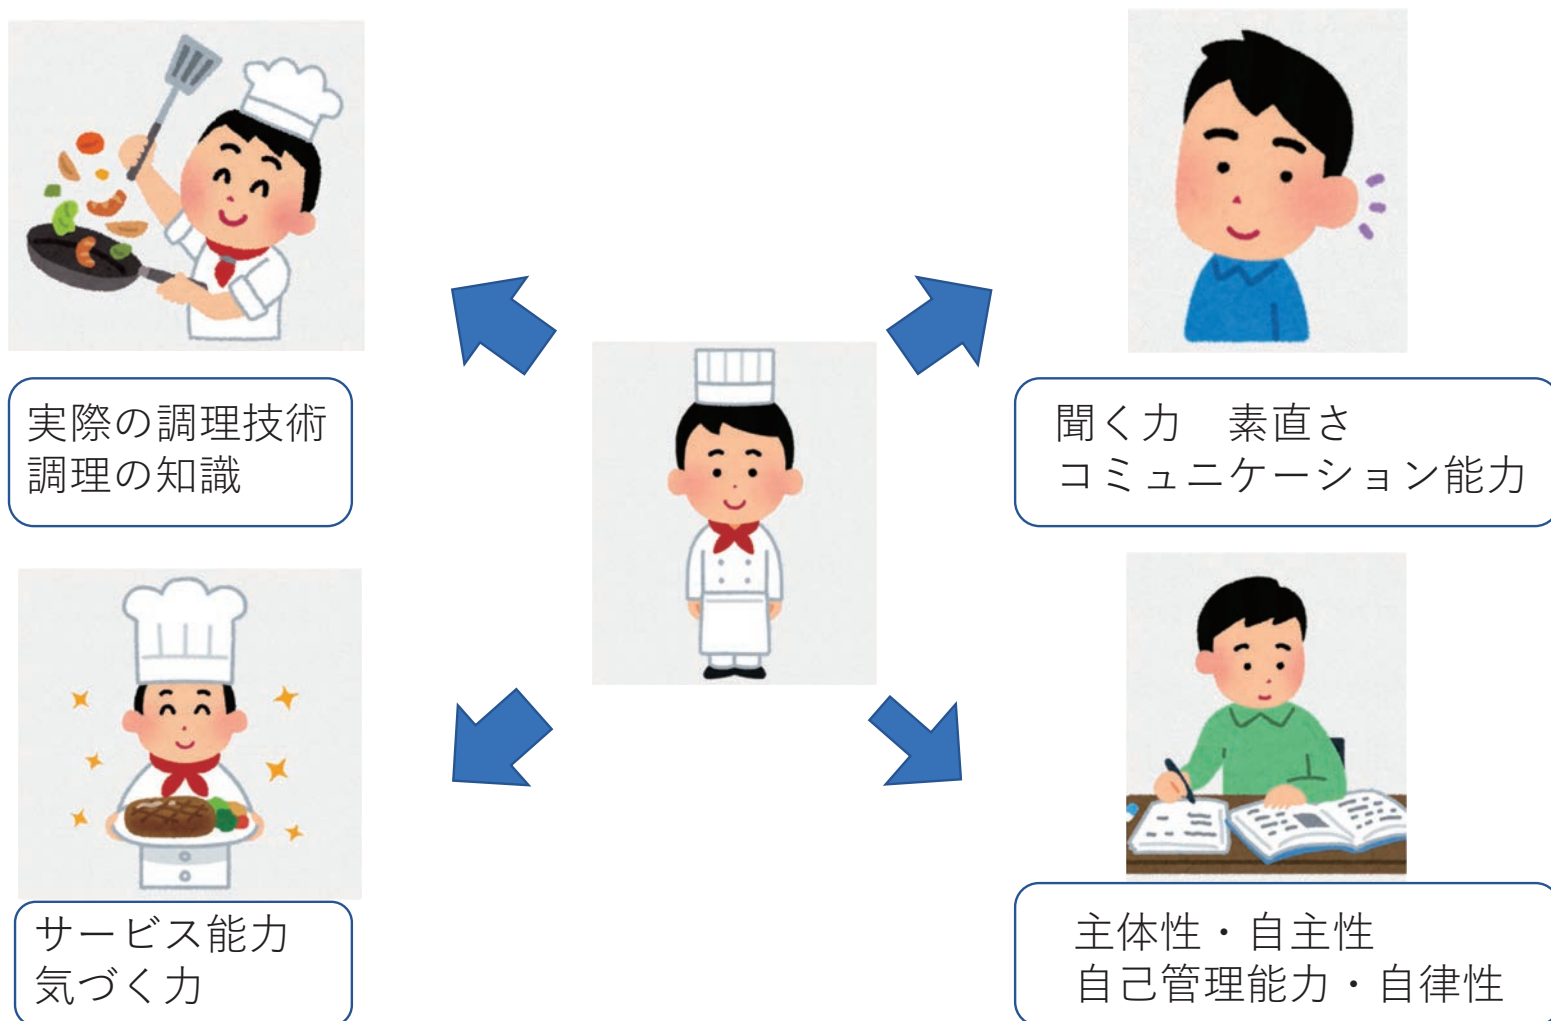 実際の調理技術
調理の知識
聞く力　素直さ
コミュニケーション能力
サービス能力
気づく力
主体性・自主性
自己管理能力・自律性